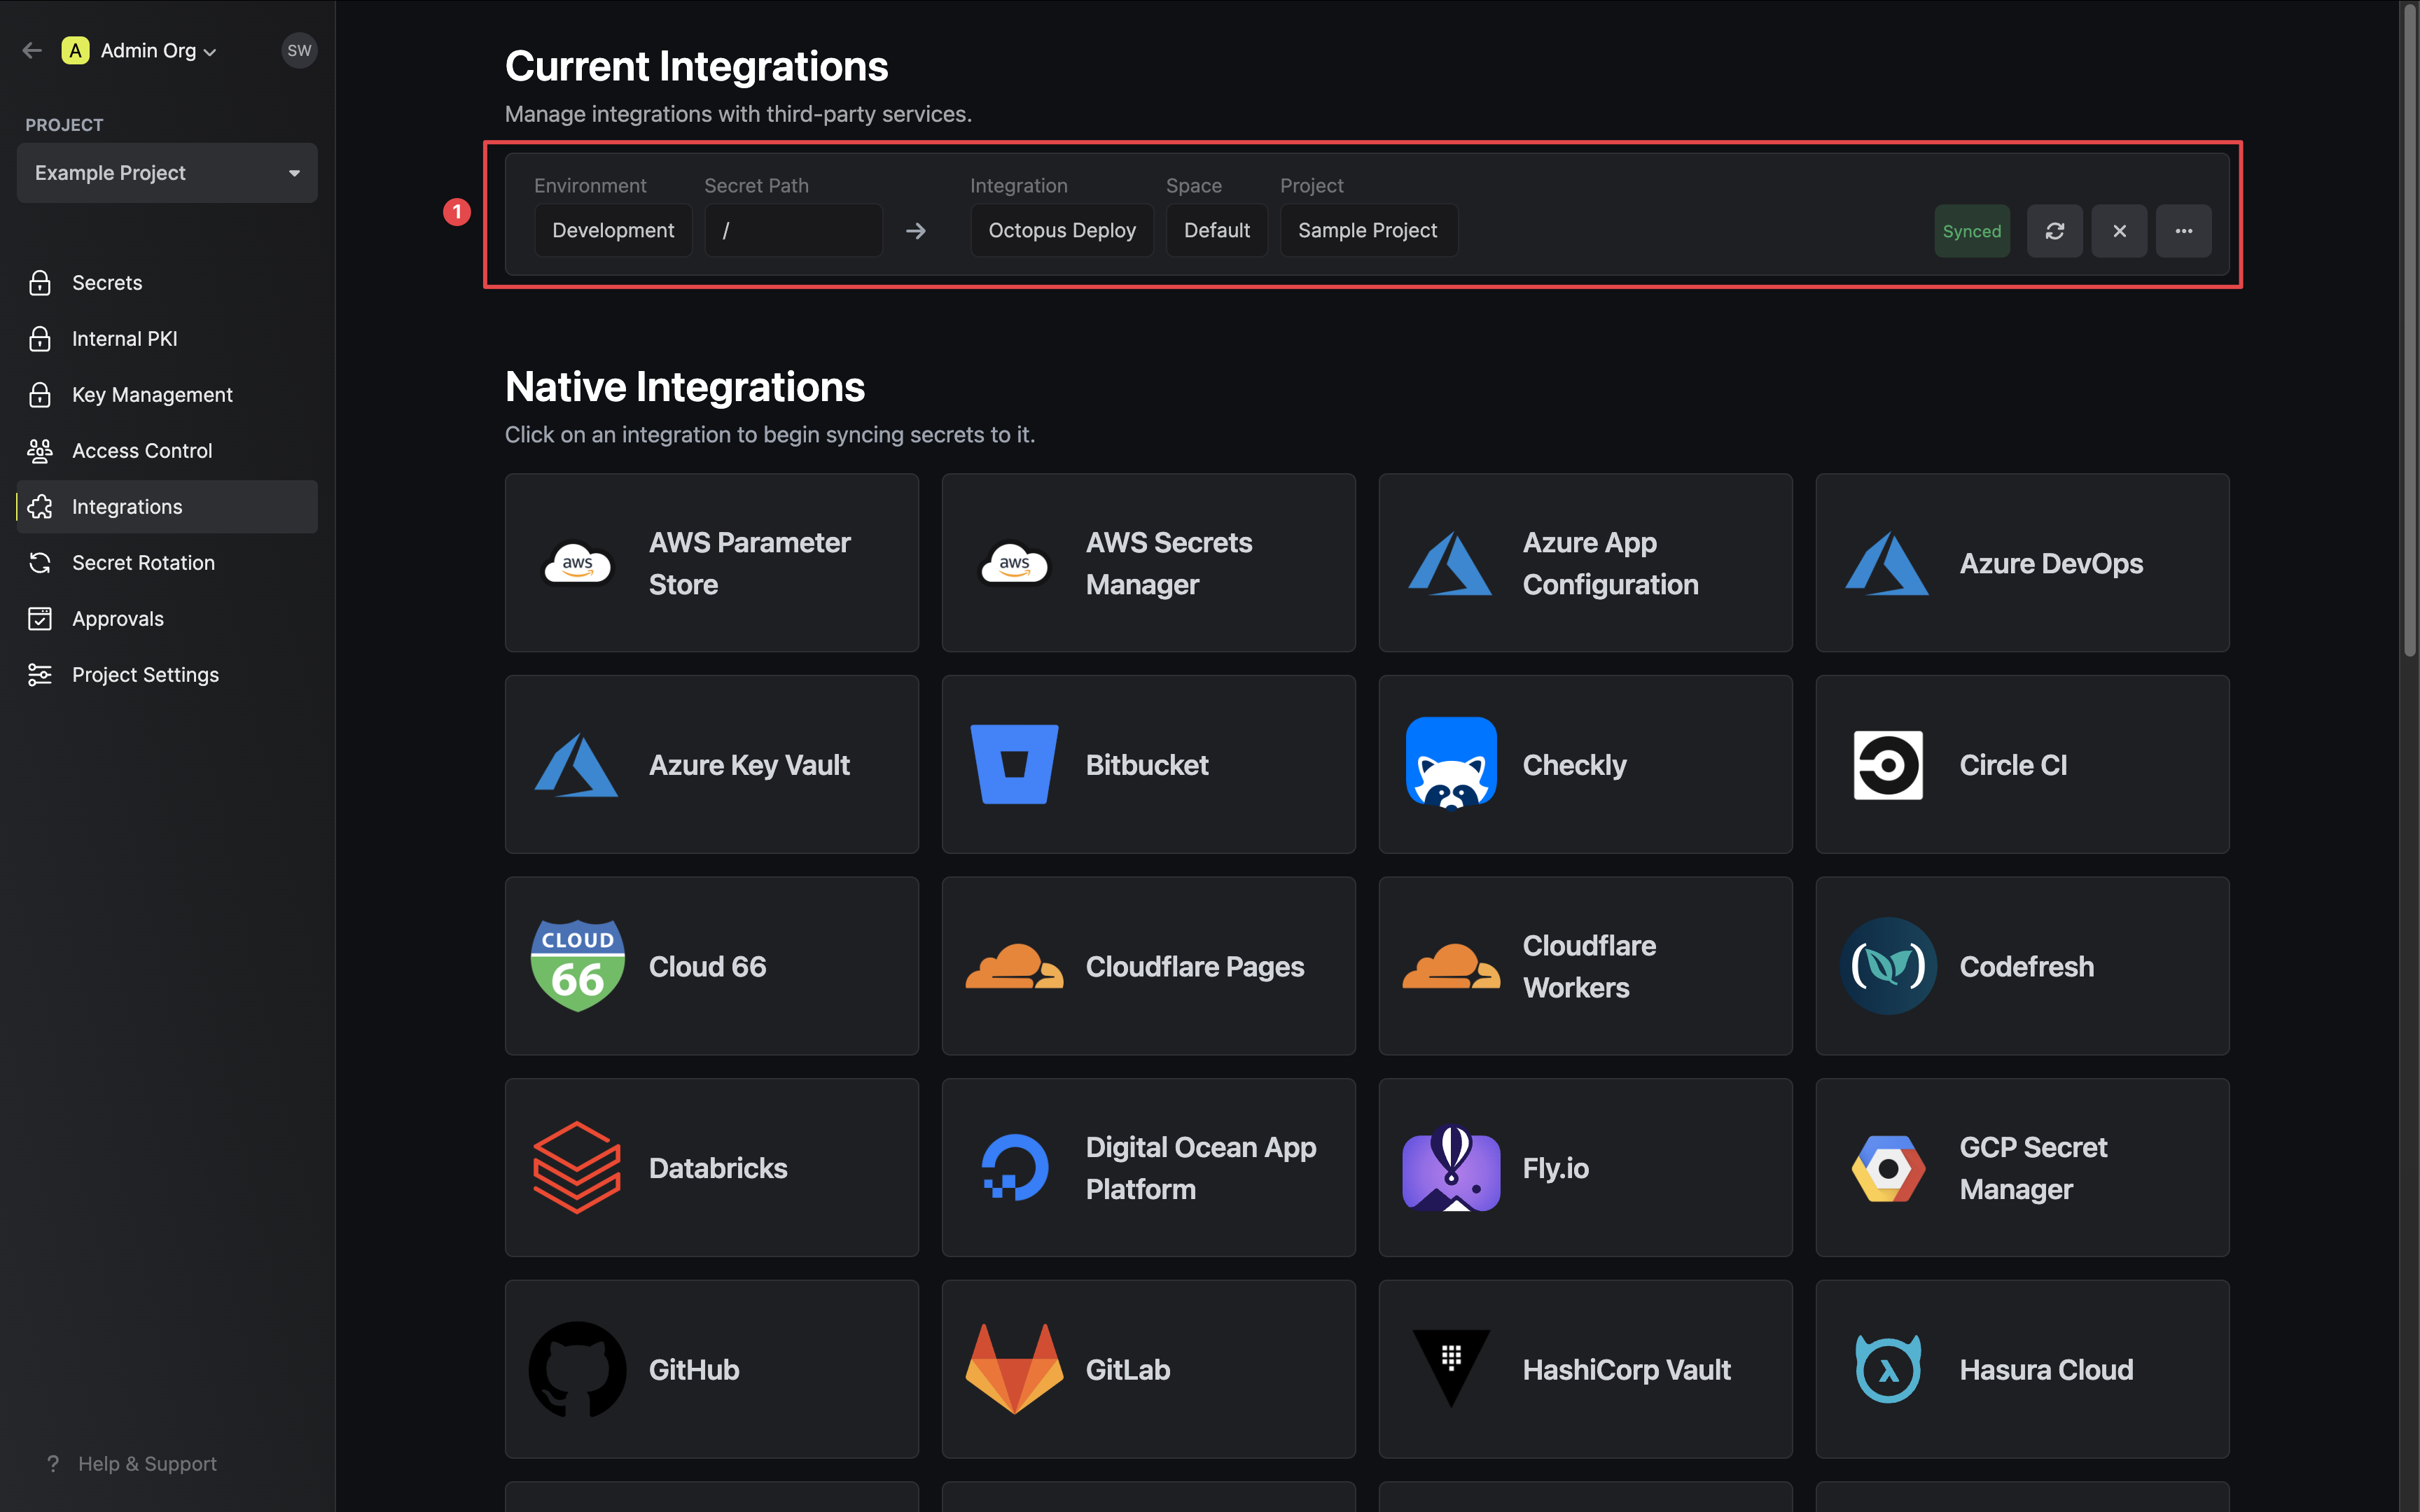 A Admin Org
SW
PROJECT
Example Project
Secrets
Internal PKI
Key Management
Access Control
Integrations
Secret Rotation
Approvals
Project Settings
? Help & Support
Current Integrations
Manage integrations with third-party services.
1
Environment Secret Path Integration Space Project
Development / Octopus Deploy Default Sample Project Synced
Native Integrations
Click on an integration to begin syncing secrets to it.
aws
AWS Parameter
Store
aws
AWS Secrets
Manager
Azure App
Configuration
Azure DevOps
Azure Key Vault
Bitbucket
Checkly
Circle CI
CLOUD
66
Cloud 66
Cloudflare Pages
Cloudflare
Workers
Codefresh
Databricks
Digital Ocean App
Platform
Fly.io
GCP Secret
Manager
GitHub
GitLab
HashiCorp Vault
Hasura Cloud